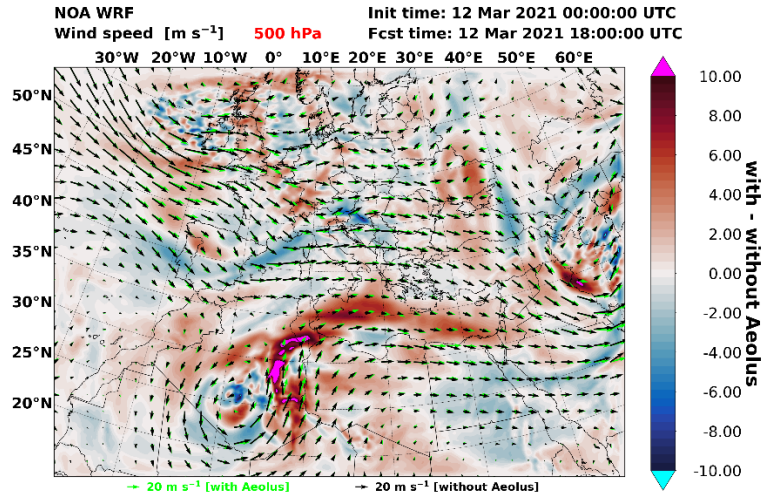 NOA WRF Init time: 12 Mar 2021 00:00:00 UTC
Wind speed [m s⁻¹] 500 hPa Fcst time: 12 Mar 2021 18:00:00 UTC
30°W 20°W 10°W 0° 10°E 20°E 30°E 40°E 50°E 60°E
50°N
45°N
40°N
35°N
30°N
25°N
20°N
10.00
8.00
6.00
4.00
2.00
0.00
-2.00
-4.00
-6.00
-8.00
-10.00
with - without Aeolus
20 m s⁻¹ [with Aeolus] 20 m s⁻¹ [without Aeolus]